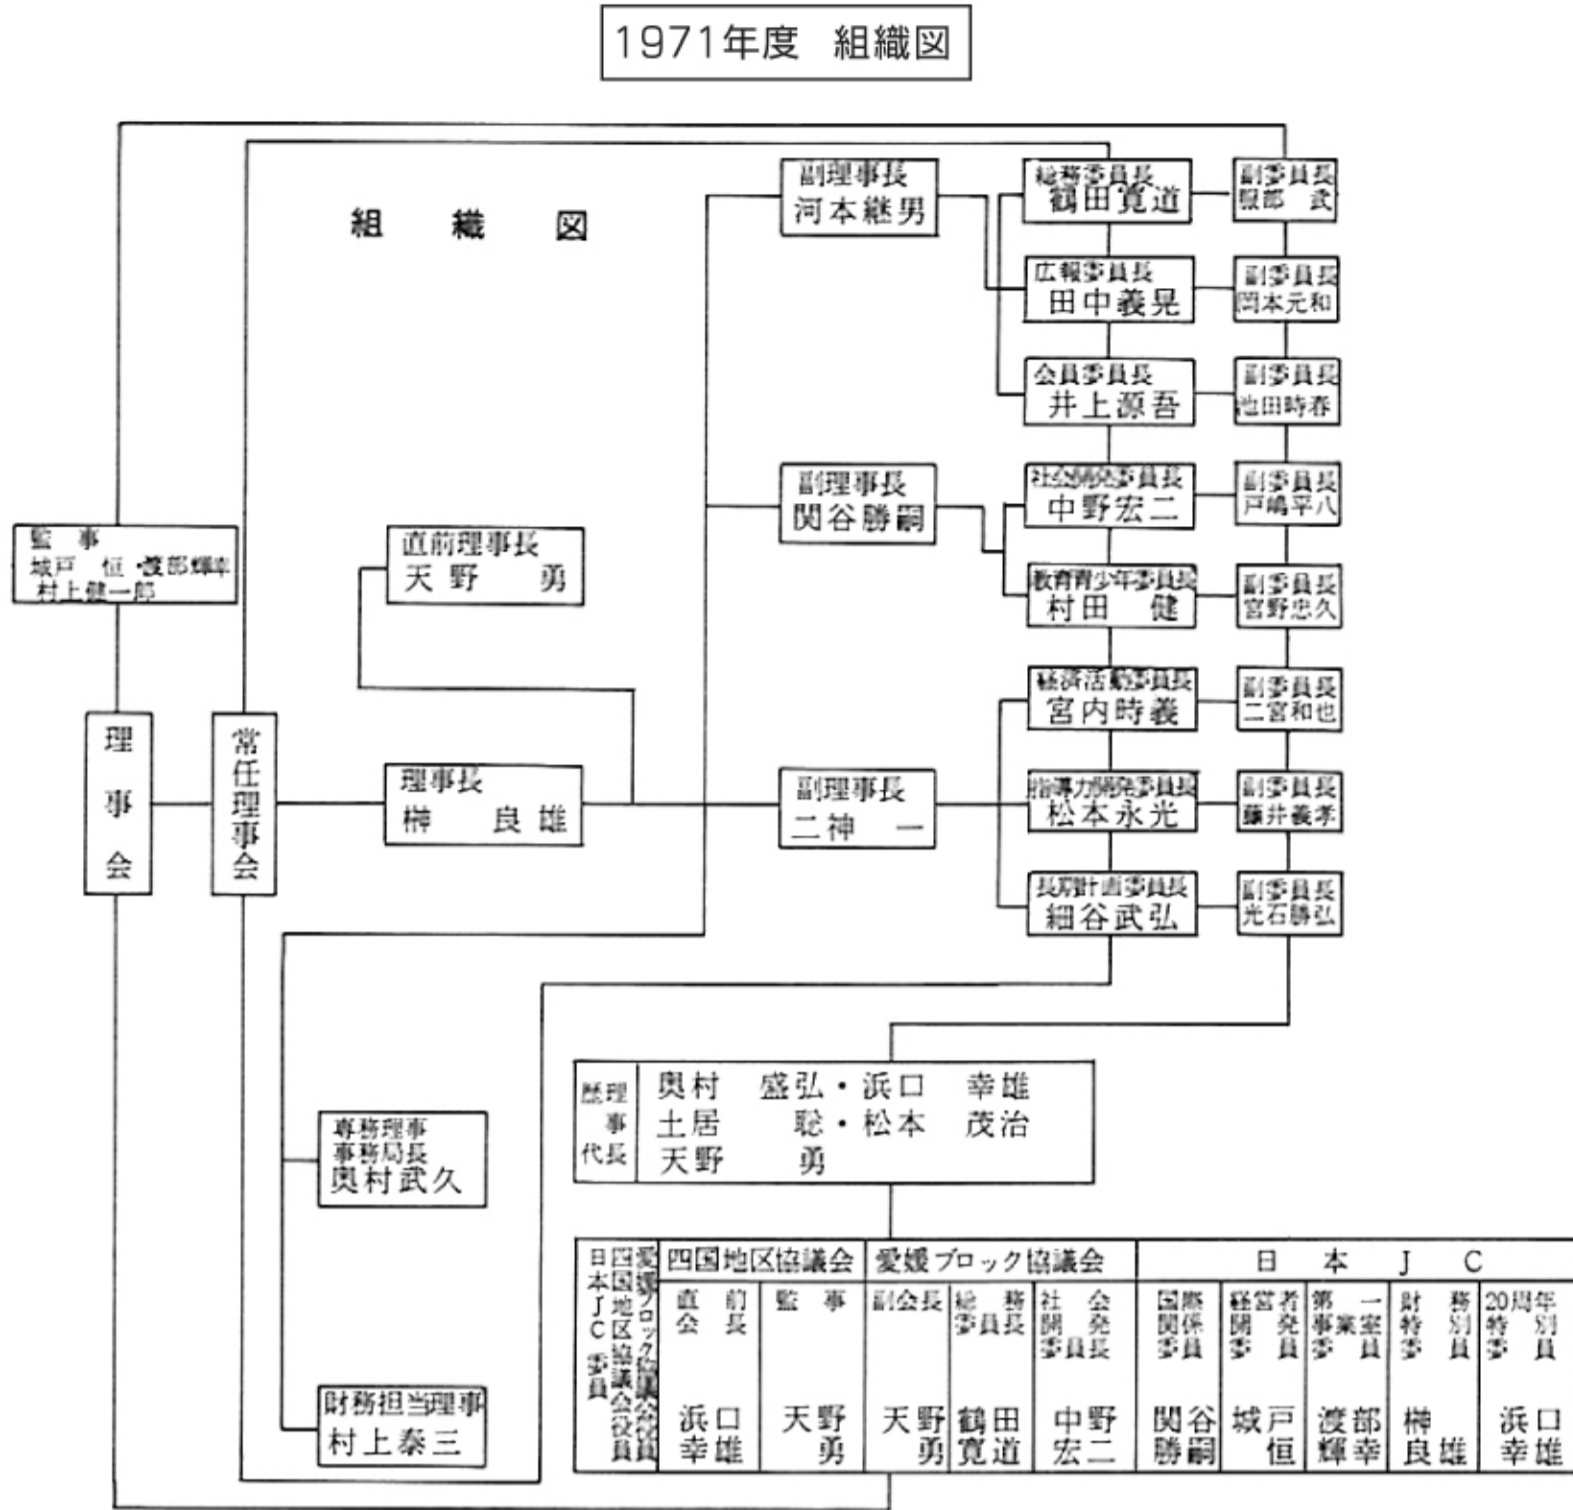 1971年度 組織図
組織図
副理事長
河本継男
総務委員長
鶴田寛道
副委員長
服部 武
広報委員長
田中義晃
副委員長
岡本元和
会員委員長
井上源吾
副委員長
池田時春
副理事長
関谷勝嗣
社会開発委員長
中野宏二
副委員長
戸嶋平八
教育青少年委員長
村田 健
副委員長
宮野忠久
監事
城戸 恒・渡部輝幸
村上健一郎
直前理事長
天野 勇
経済活動委員長
宮内時義
副委員長
二宮和也
理事会
常任理事会
理事長
榊 良雄
副理事長
二神 一
指導力開発委員長
松本永光
副委員長
藤井義孝
長期計画委員長
細谷武弘
副委員長
光石勝弘
歴代理事長
奥村 盛弘・浜口 幸雄
土居 聡・松本 茂治
天野 勇
専務理事
事務局長
奥村武久
財務担当理事
村上泰三
愛媛ブロック協議会役員
四国地区協議会役員
日本JC委員
四国地区協議会
愛媛ブロック協議会
日本JC
直前会長
浜口幸雄
監事
天野勇
副会長
天野勇
総務委員長
鶴田寛道
社会開発委員長
中野宏二
国際関係委員
関谷勝嗣
経営者開発委員
城戸恒
第一事業室委員
渡部輝幸
財務特別委員
榊良雄
20周年特別委員
浜口幸雄